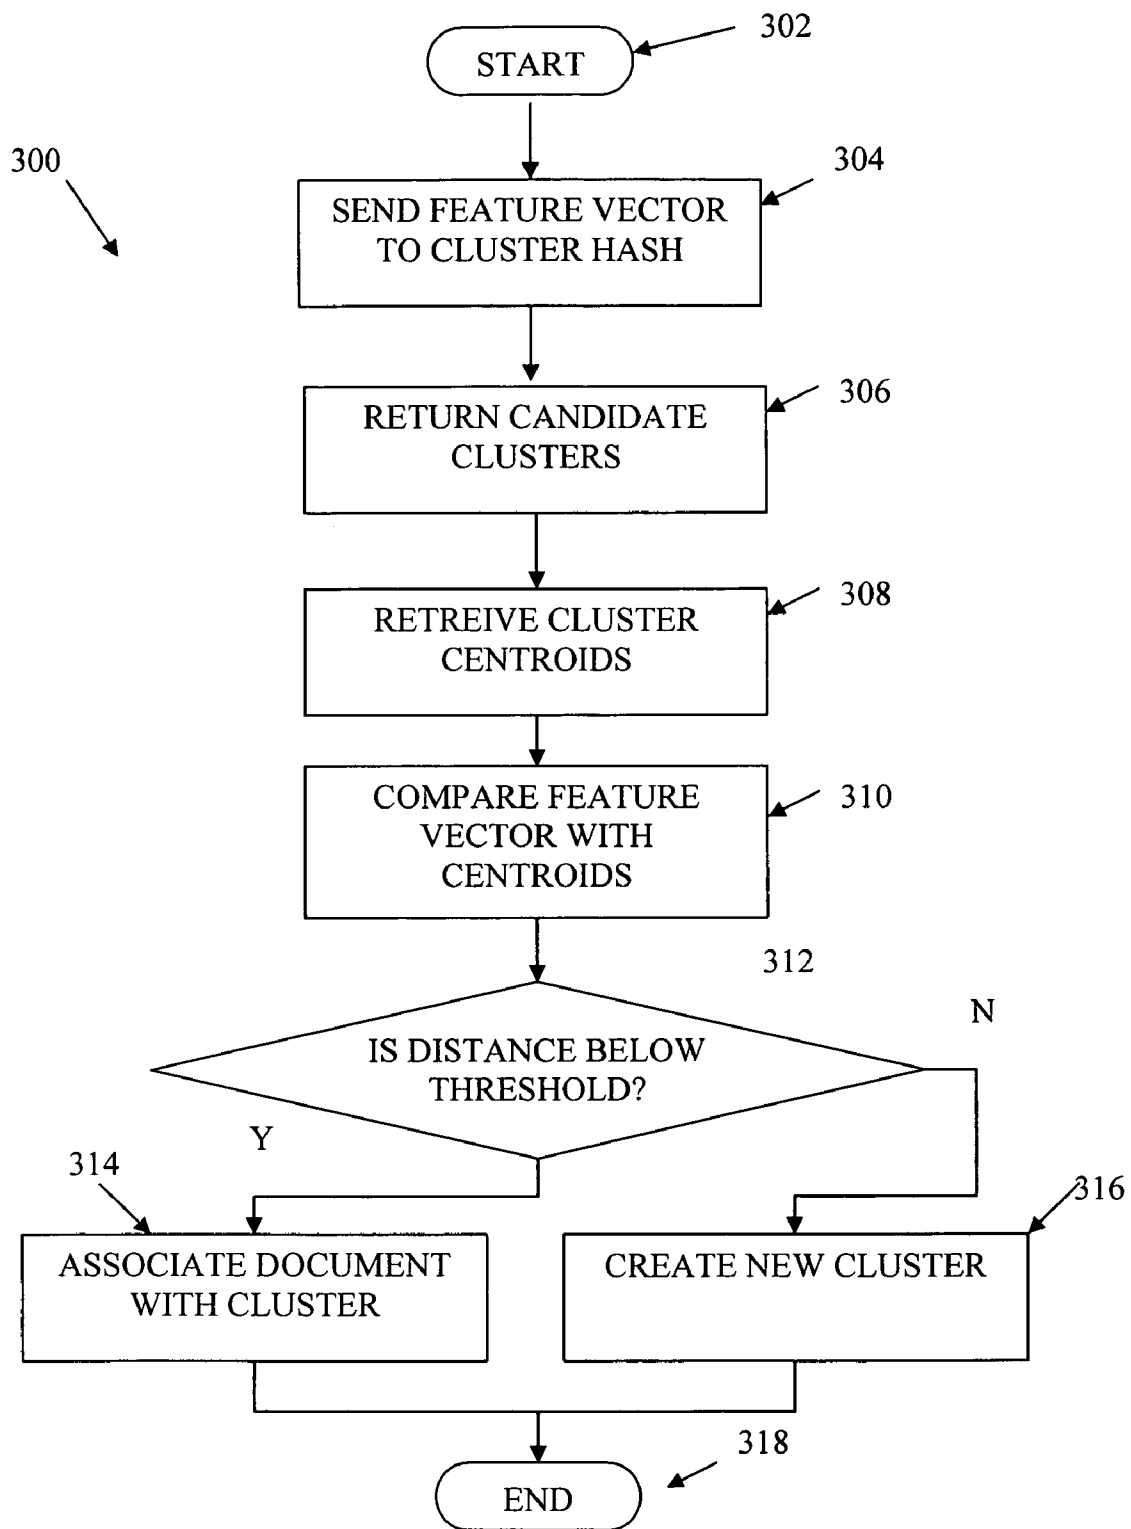 302
START
300
304
SEND FEATURE VECTOR
TO CLUSTER HASH
306
RETURN CANDIDATE
CLUSTERS
308
RETREIVE CLUSTER
CENTROIDS
310
COMPARE FEATURE
VECTOR WITH
CENTROIDS
312
N
IS DISTANCE BELOW
THRESHOLD?
Y
314
316
ASSOCIATE DOCUMENT
WITH CLUSTER
CREATE NEW CLUSTER
318
END